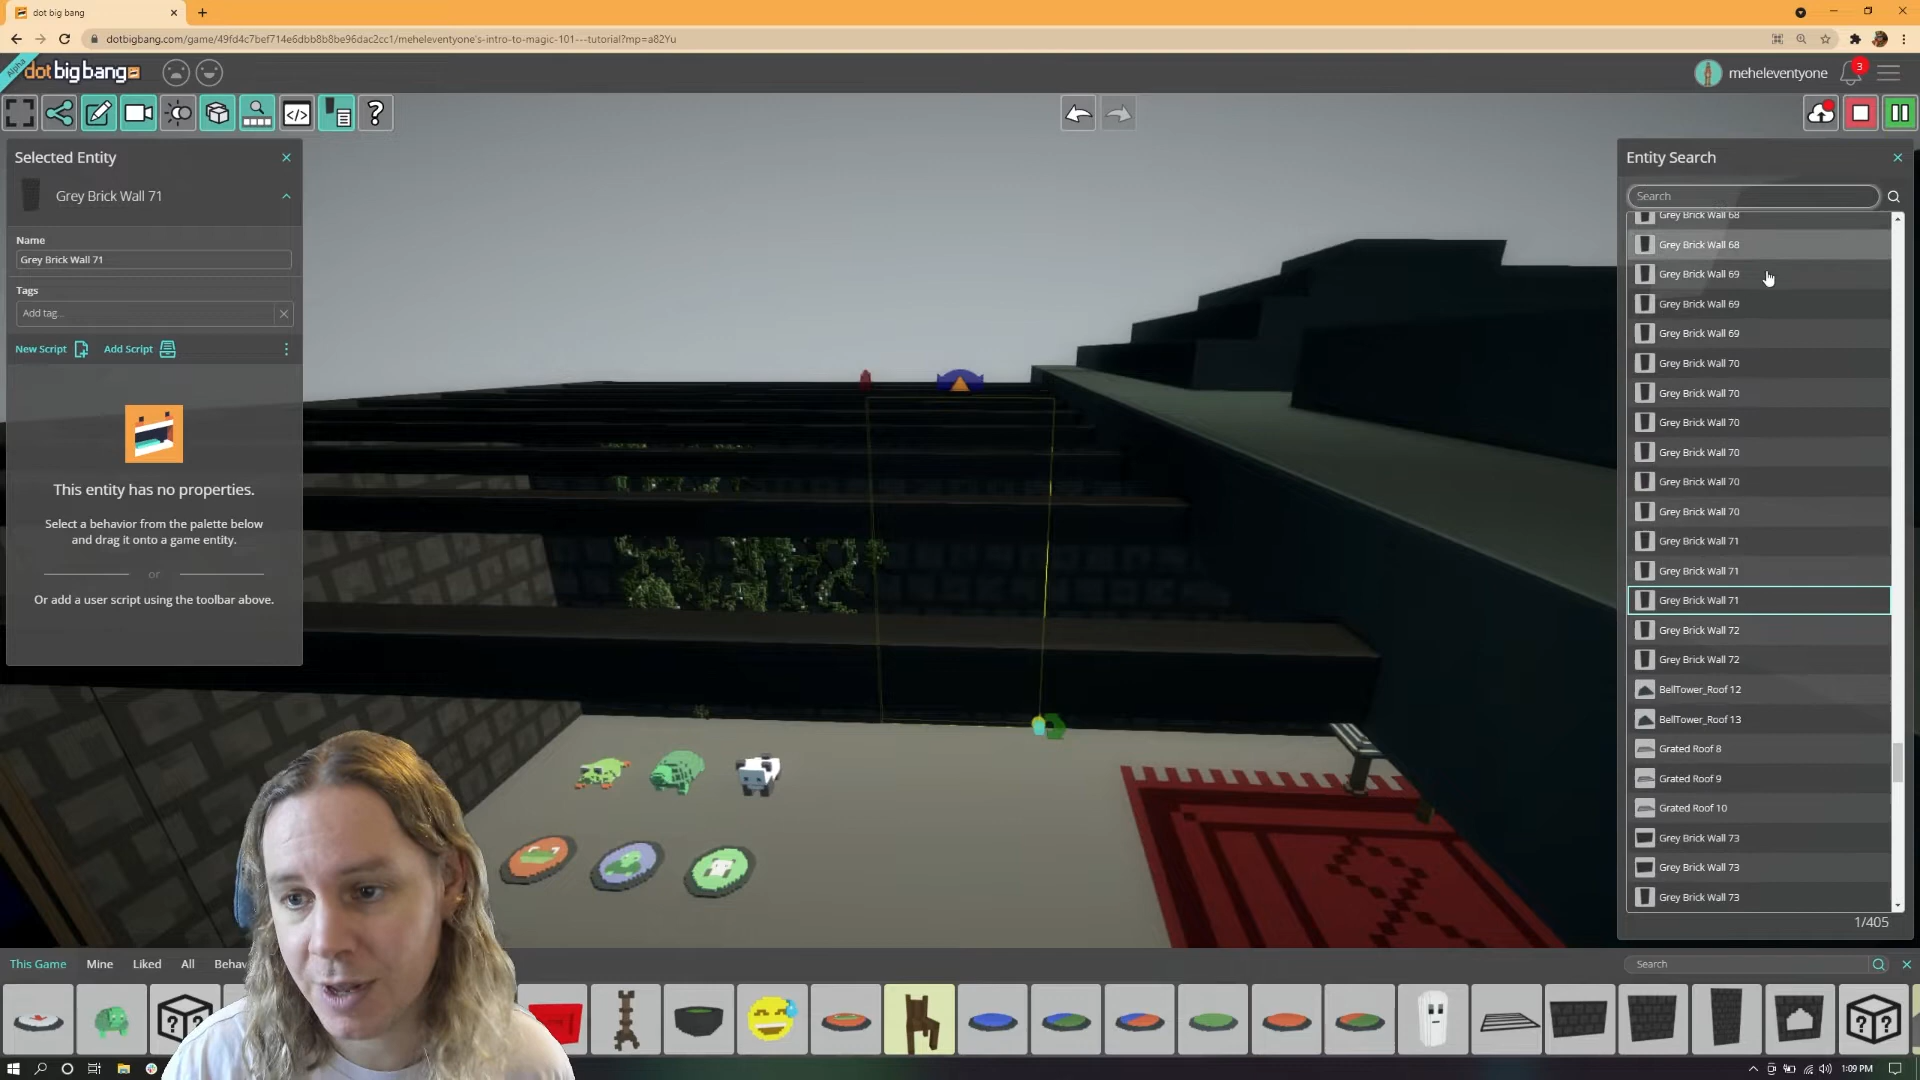 dot big bang
dotbigbang.com/game/49fd4c7bef714e6dbb8b8be96dac2cc1/meheleventyone's-intro-to-magic-101---tutorial?mp=a82Yu
Alpha
dot big bang
meheleventyone
3
Selected Entity
Grey Brick Wall 71
Name
Grey Brick Wall 71
Tags
Add tag...
New Script
Add Script
This entity has no properties.
Select a behavior from the palette below
and drag it onto a game entity.
or
Or add a user script using the toolbar above.
Entity Search
Search
Grey Brick Wall 68
Grey Brick Wall 68
Grey Brick Wall 69
Grey Brick Wall 69
Grey Brick Wall 69
Grey Brick Wall 70
Grey Brick Wall 70
Grey Brick Wall 70
Grey Brick Wall 70
Grey Brick Wall 70
Grey Brick Wall 70
Grey Brick Wall 71
Grey Brick Wall 71
Grey Brick Wall 71
Grey Brick Wall 72
Grey Brick Wall 72
BellTower_Roof 12
BellTower_Roof 13
Grated Roof 8
Grated Roof 9
Grated Roof 10
Grey Brick Wall 73
Grey Brick Wall 73
Grey Brick Wall 73
1/405
This Game
Mine
Liked
All
Behav
Search
1:09 PM